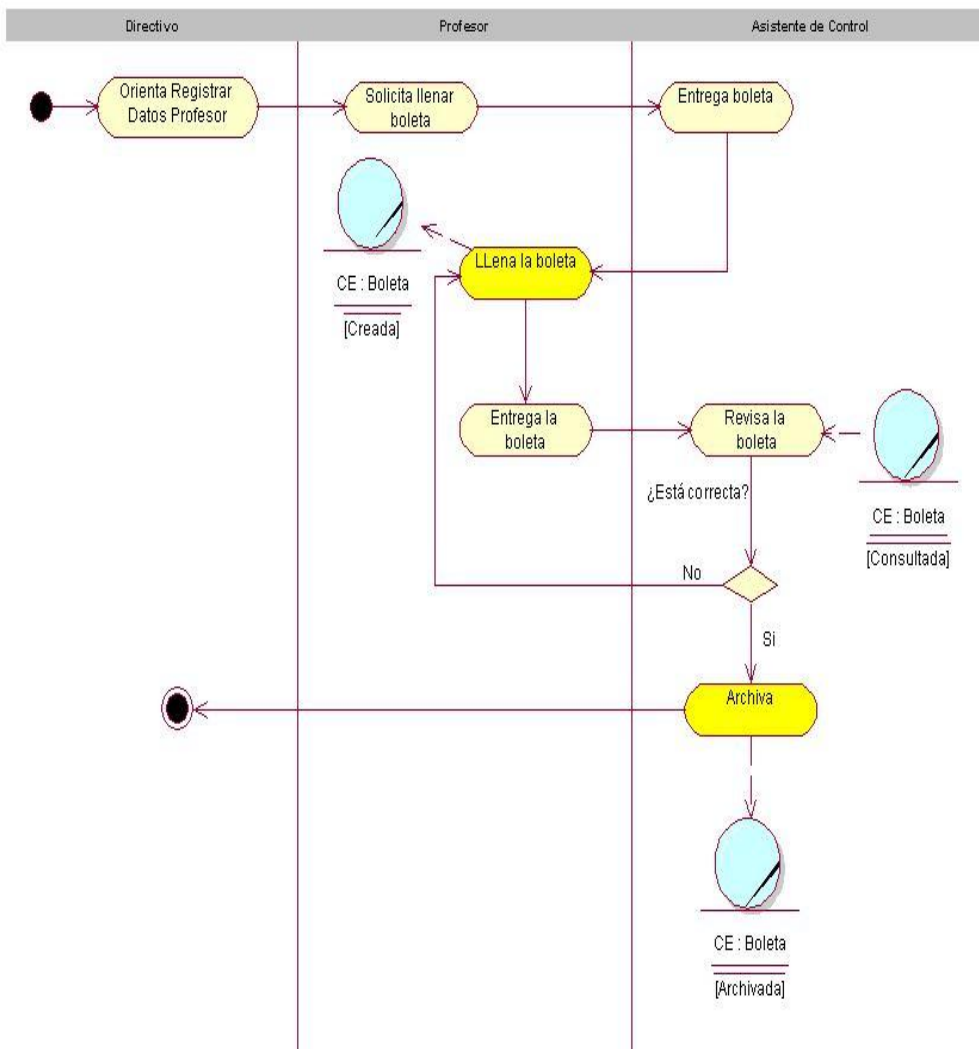 Directivo
Profesor
Asistente de Control
Orienta Registrar
Datos Profesor
Solicita llenar
boleta
Entrega boleta
LLena la boleta
CE : Boleta
[Creada]
Entrega la
boleta
Revisa la
boleta
¿Está correcta?
CE : Boleta
[Consultada]
No
Si
Archiva
CE : Boleta
[Archivada]